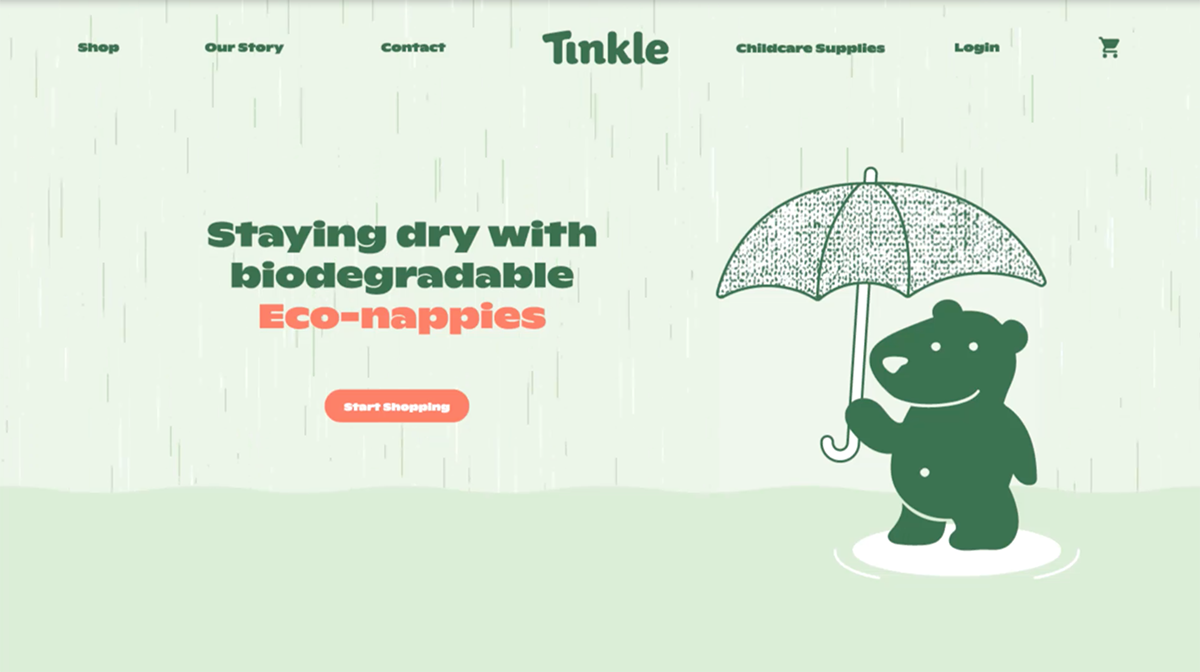 Shop
Our Story
Contact
Tinkle
Childcare Supplies
Login
Staying dry with
biodegradable
Eco-nappies
Start Shopping